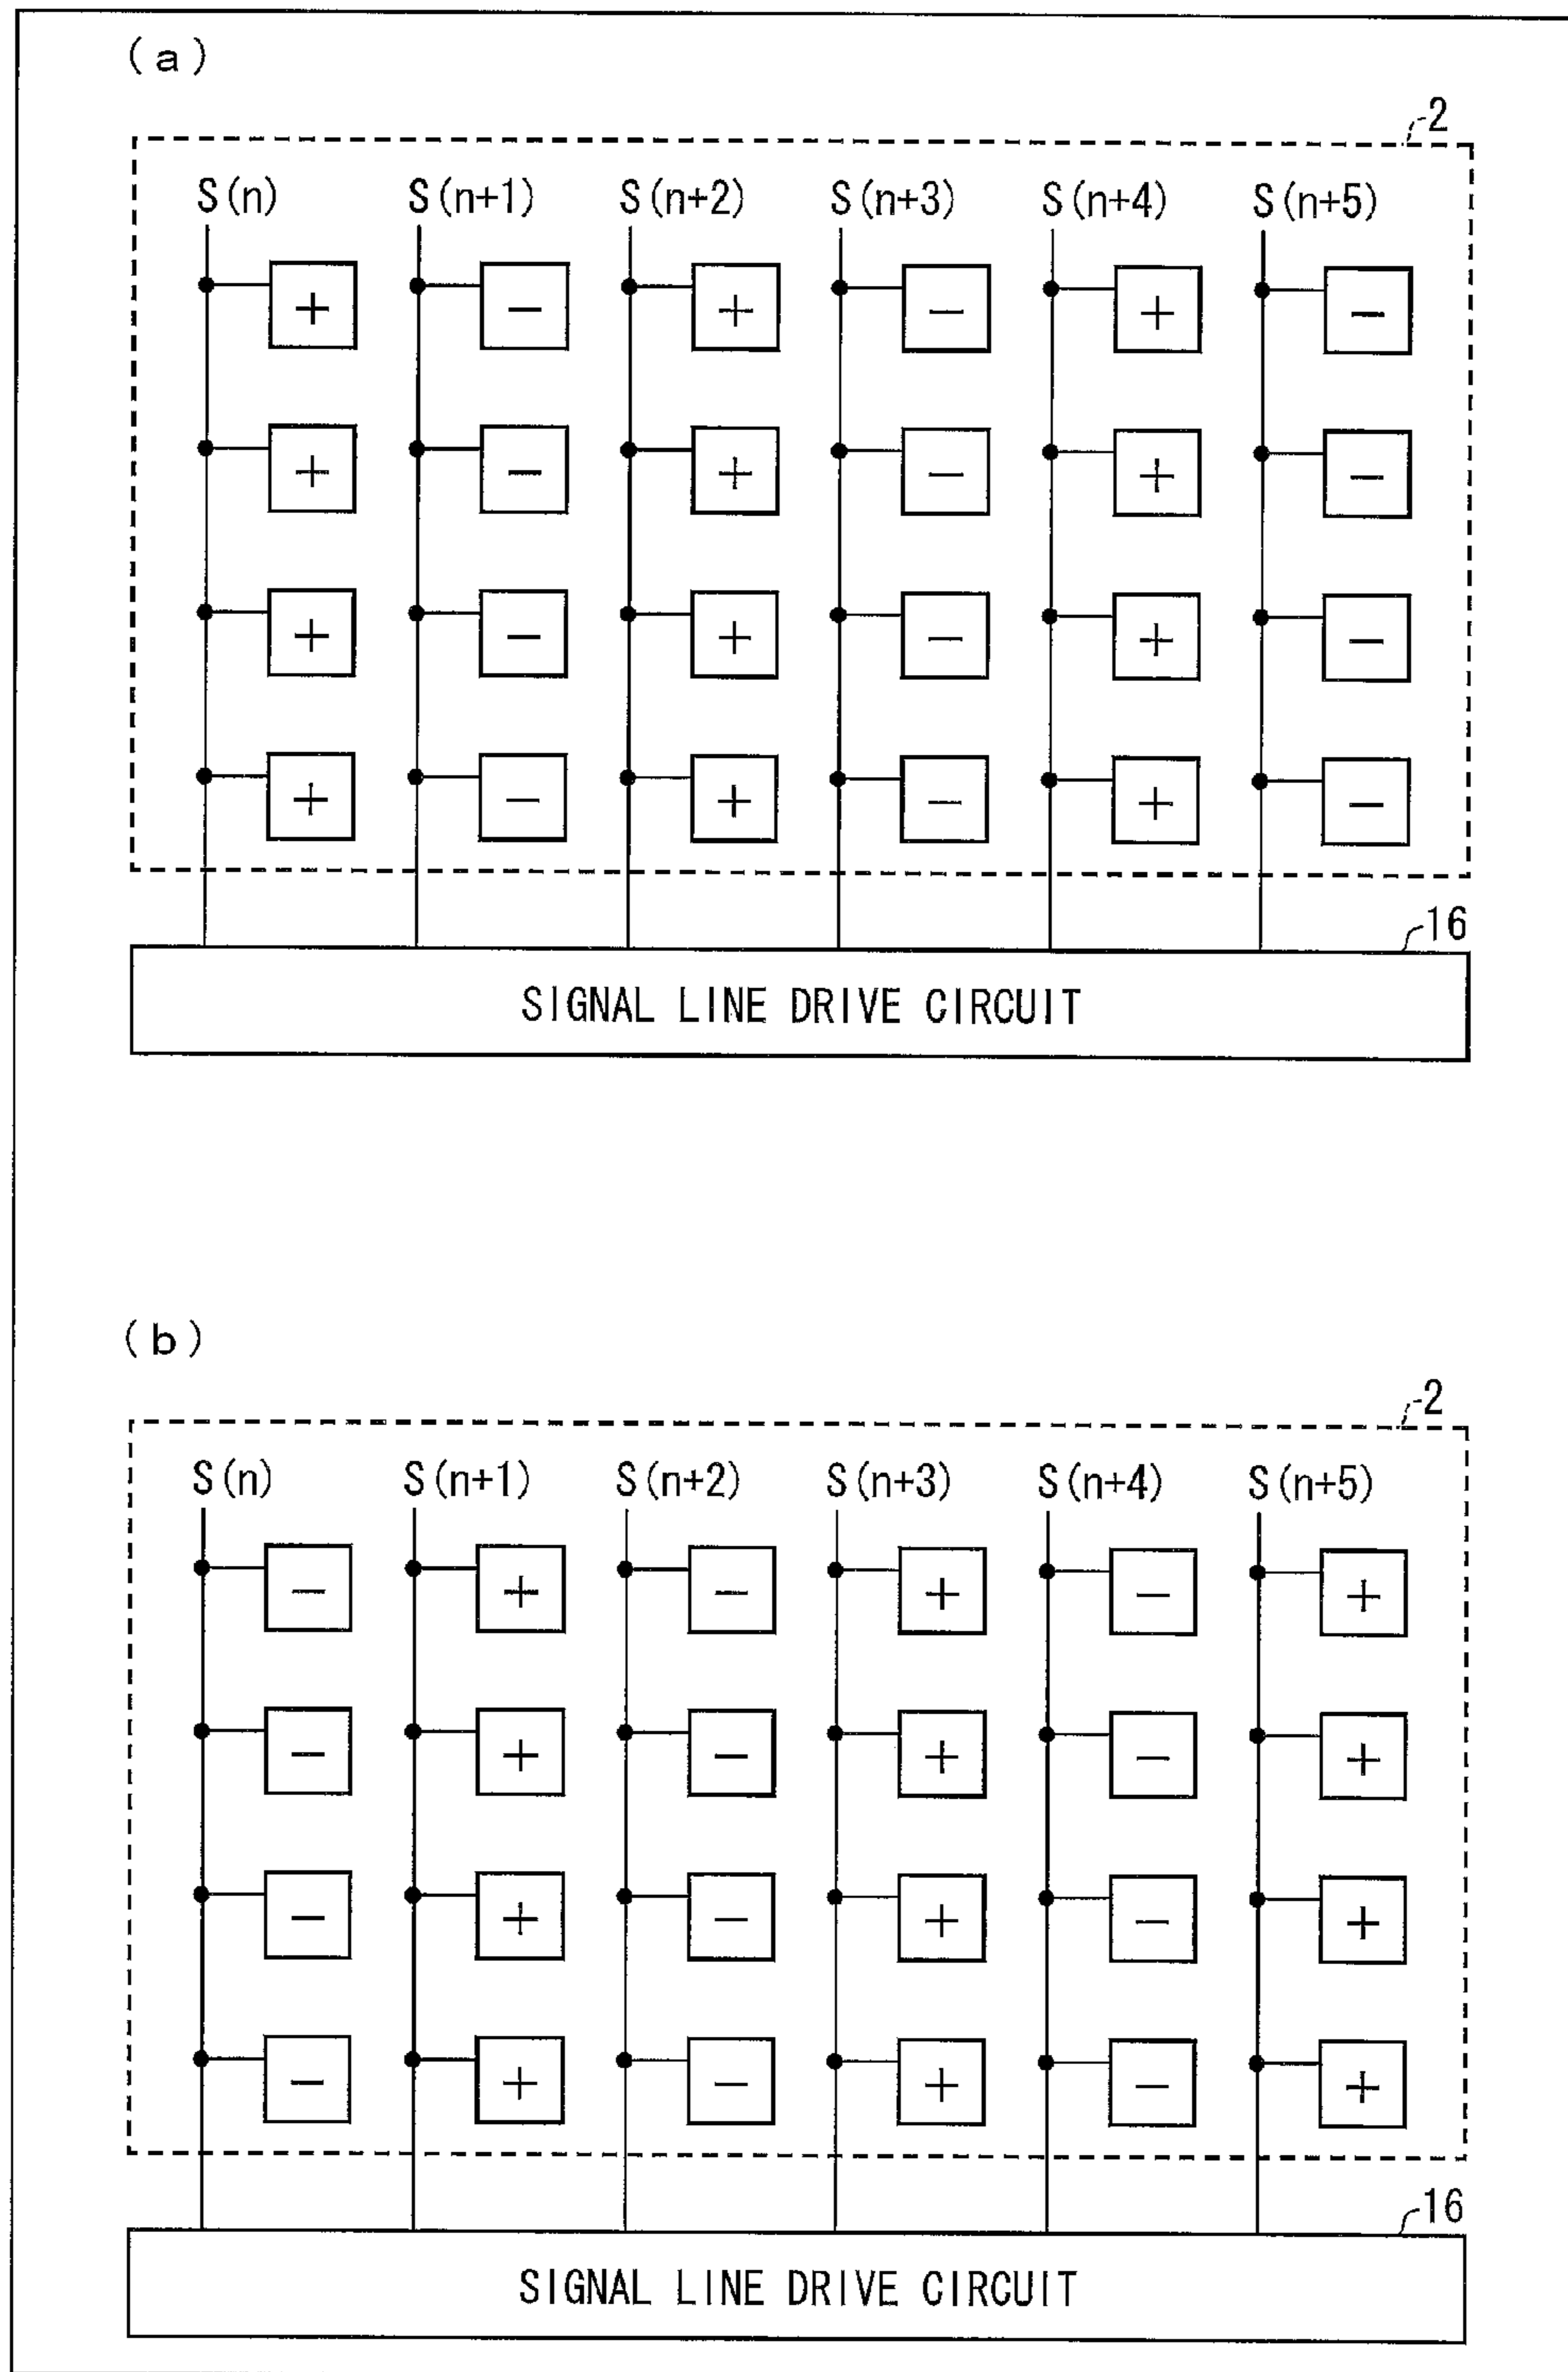 (a)
2
S(n) S(n+1) S(n+2) S(n+3) S(n+4) S(n+5)
+ − + − + −
+ − + − + −
+ − + − + −
+ − + − + −
16
SIGNAL LINE DRIVE CIRCUIT
(b)
2
S(n) S(n+1) S(n+2) S(n+3) S(n+4) S(n+5)
− + − + − +
− + − + − +
− + − + − +
− + − + − +
16
SIGNAL LINE DRIVE CIRCUIT